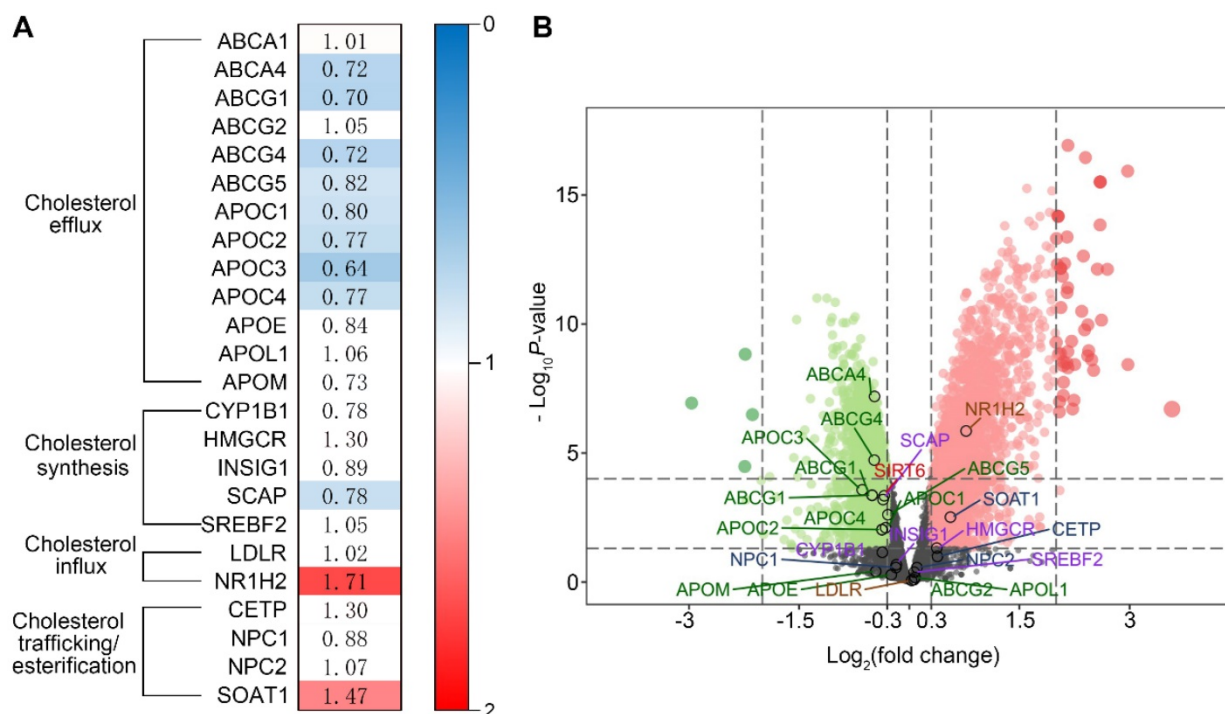 A
ABCA1 1.01
ABCA4 0.72
ABCG1 0.70
ABCG2 1.05
ABCG4 0.72
ABCG5 0.82
APOC1 0.80
APOC2 0.77
APOC3 0.64
APOC4 0.77
APOE 0.84
APOL1 1.06
APOM 0.73
CYP1B1 0.78
HMGCR 1.30
INSIG1 0.89
SCAP 0.78
SREBF2 1.05
LDLR 1.02
NR1H2 1.71
CETP 1.30
NPC1 0.88
NPC2 1.07
SOAT1 1.47
Cholesterol
efflux
Cholesterol
synthesis
Cholesterol
influx
Cholesterol
trafficking/
esterification
0
1
2
B
- Log10 P-value
15
10
5
0
ABCA4
ABCG4
NR1H2
APOC3
SCAP
ABCG1
SIRT6
ABCG5
ABCG1
APOC1
SOAT1
APOC2
APOC4
INSIG1
HMGCR
CETP
CYP1B1
NPC1
NPC2
SREBF2
APOM
APOE
LDLR
ABCG2
APOL1
-3
-1.5
-0.3
0.3
1.5
3
Log2(fold change)